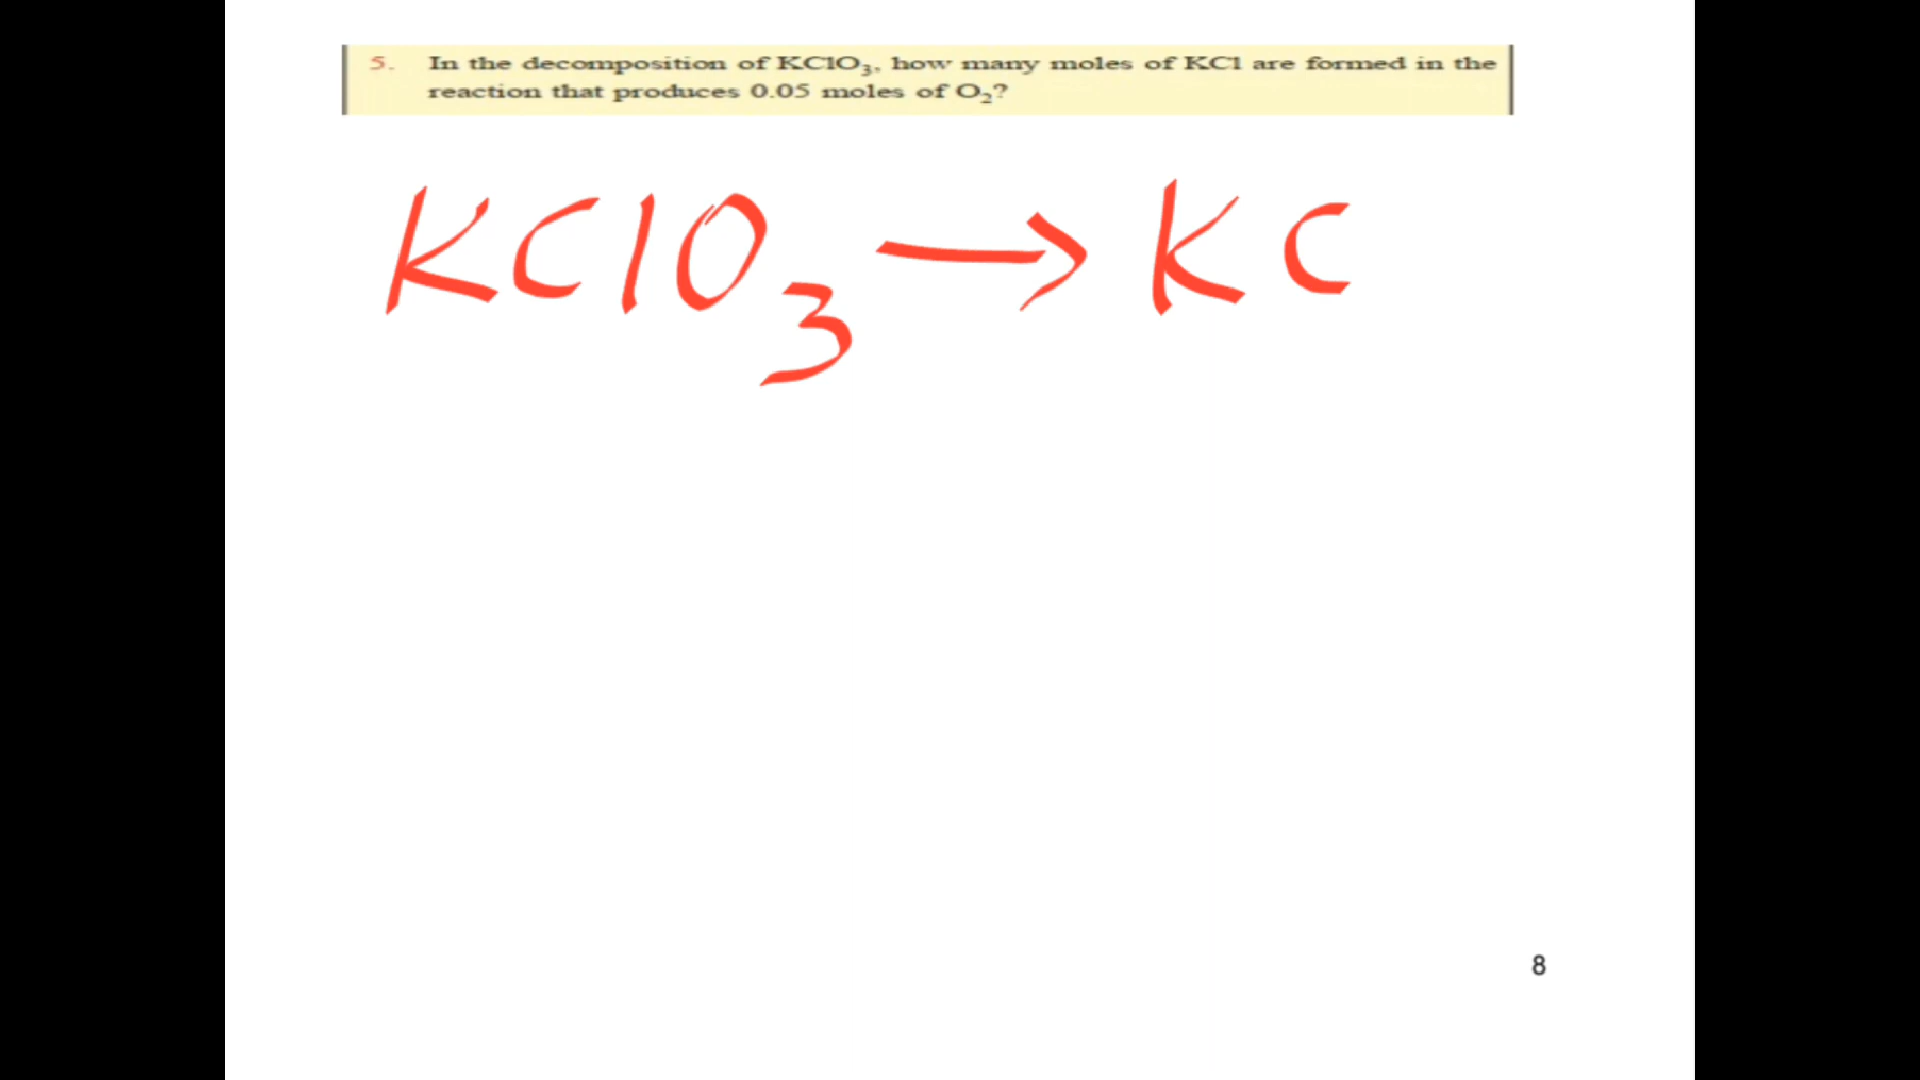 5. In the decomposition of KClO₃, how many moles of KCl are formed in the
reaction that produces 0.05 moles of O₂?
KClO₃ → KC
8